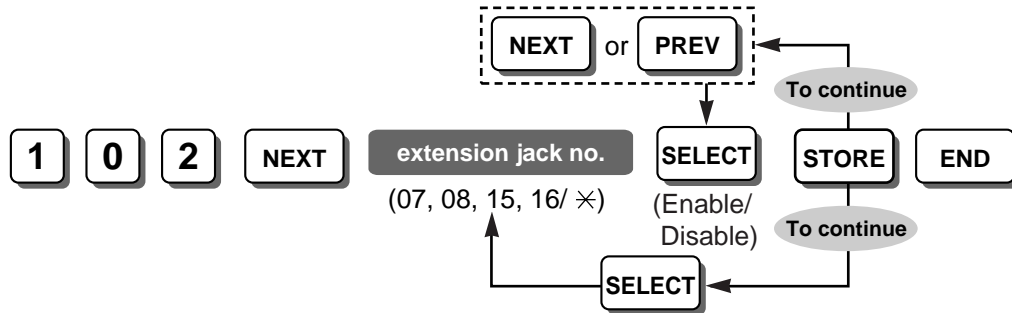 NEXT or PREV
To continue
1 0 2 NEXT extension jack no. SELECT STORE END
(07, 08, 15, 16/ ✳)
(Enable/
Disable)
To continue
SELECT